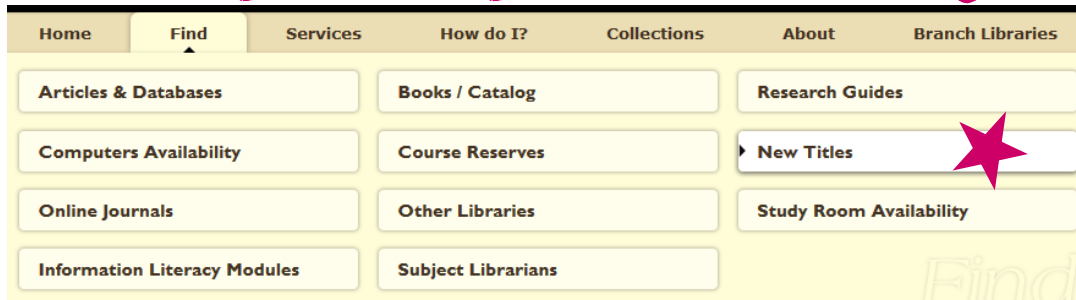 Home Find Services How do I? Collections About Branch Libraries
Articles & Databases Books / Catalog Research Guides
Computers Availability Course Reserves New Titles
Online Journals Other Libraries Study Room Availability
Information Literacy Modules Subject Librarians
Find